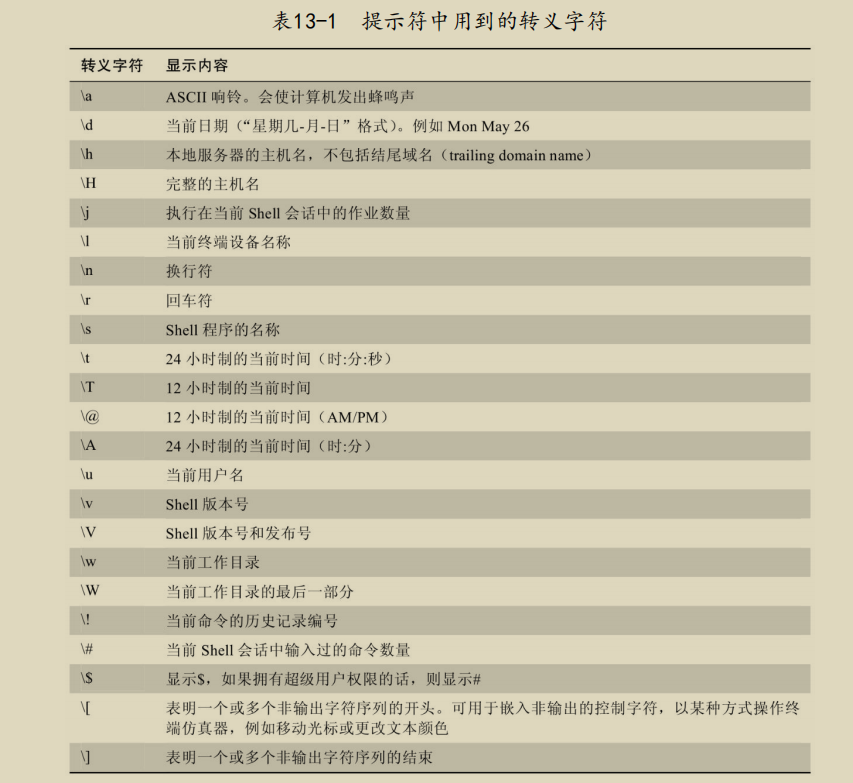 表13-1 提示符中用到的转义字符
转义字符 显示内容
\a ASCII 响铃。会使计算机发出蜂鸣声
\d 当前日期（“星期几-月-日”格式）。例如 Mon May 26
\h 本地服务器的主机名，不包括结尾域名（trailing domain name）
\H 完整的主机名
\j 执行在当前 Shell 会话中的作业数量
\l 当前终端设备名称
\n 换行符
\r 回车符
\s Shell 程序的名称
\t 24 小时制的当前时间（时:分:秒）
\T 12 小时制的当前时间
\@ 12 小时制的当前时间（AM/PM）
\A 24 小时制的当前时间（时:分）
\u 当前用户名
\v Shell 版本号
\V Shell 版本号和发布号
\w 当前工作目录
\W 当前工作目录的最后一部分
\! 当前命令的历史记录编号
\# 当前 Shell 会话中输入过的命令数量
\$ 显示$，如果拥有超级用户权限的话，则显示#
\[ 表明一个或多个非输出字符序列的开头。可用于嵌入非输出的控制字符，以某种方式操作终
端仿真器，例如移动光标或更改文本颜色
\] 表明一个或多个非输出字符序列的结束